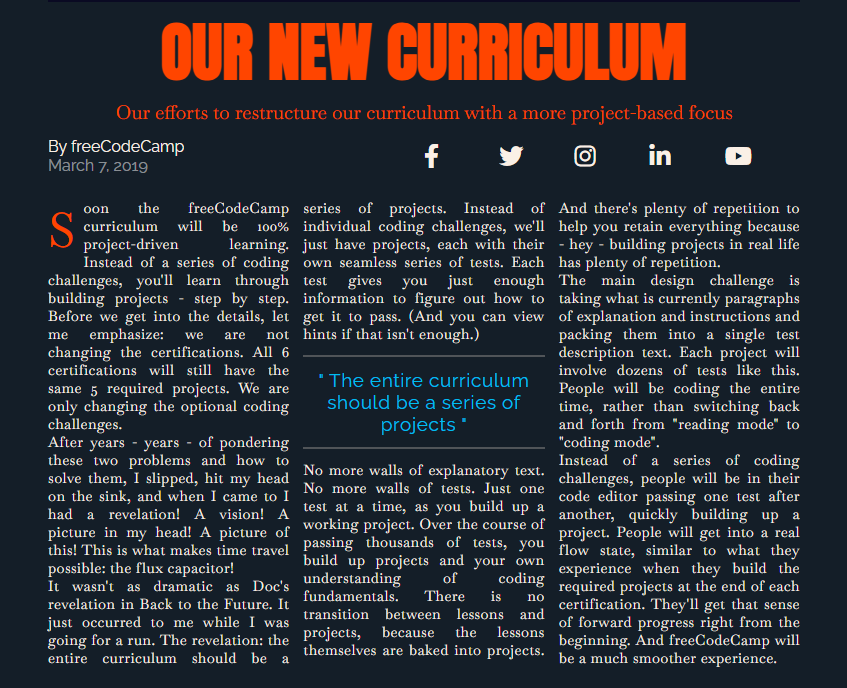 OUR NEW CURRICULUM
Our efforts to restructure our curriculum with a more project-based focus
By freeCodeCamp
March 7, 2019
Soon the freeCodeCamp
curriculum will be 100%
project-driven learning.
Instead of a series of coding
challenges, you'll learn through
building projects - step by step.
Before we get into the details, let
me emphasize: we are not
changing the certifications. All 6
certifications will still have the
same 5 required projects. We are
only changing the optional coding
challenges.
After years - years - of pondering
these two problems and how to
solve them, I slipped, hit my head
on the sink, and when I came to I
had a revelation! A vision! A
picture in my head! A picture of
this! This is what makes time travel
possible: the flux capacitor!
It wasn't as dramatic as Doc's
revelation in Back to the Future. It
just occurred to me while I was
going for a run. The revelation: the
entire curriculum should be a
series of projects. Instead of
individual coding challenges, we'll
just have projects, each with their
own seamless series of tests. Each
test gives you just enough
information to figure out how to
get it to pass. (And you can view
hints if that isn't enough.)
" The entire curriculum
should be a series of
projects "
No more walls of explanatory text.
No more walls of tests. Just one
test at a time, as you build up a
working project. Over the course of
passing thousands of tests, you
build up projects and your own
understanding of coding
fundamentals. There is no
transition between lessons and
projects, because the lessons
themselves are baked into projects.
And there's plenty of repetition to
help you retain everything because
- hey - building projects in real life
has plenty of repetition.
The main design challenge is
taking what is currently paragraphs
of explanation and instructions and
packing them into a single test
description text. Each project will
involve dozens of tests like this.
People will be coding the entire
time, rather than switching back
and forth from "reading mode" to
"coding mode".
Instead of a series of coding
challenges, people will be in their
code editor passing one test after
another, quickly building up a
project. People will get into a real
flow state, similar to what they
experience when they build the
required projects at the end of each
certification. They'll get that sense
of forward progress right from the
beginning. And freeCodeCamp will
be a much smoother experience.